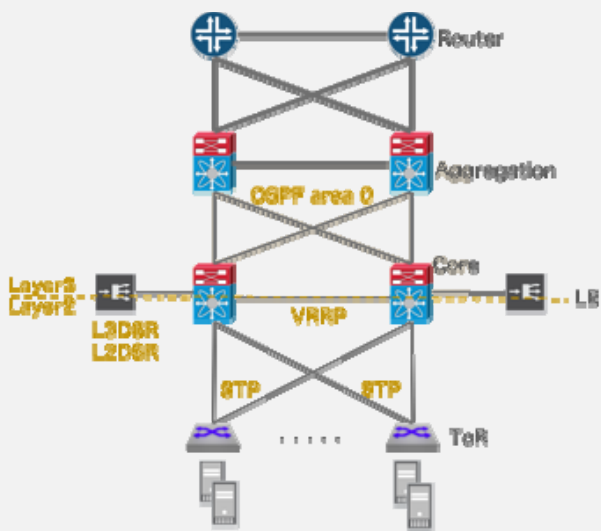 Router
Aggregation
OSPF area 0
Core
Layer3
Layer2
LB
VRRP
L3DSR
L2DSR
STP
STP
ToR